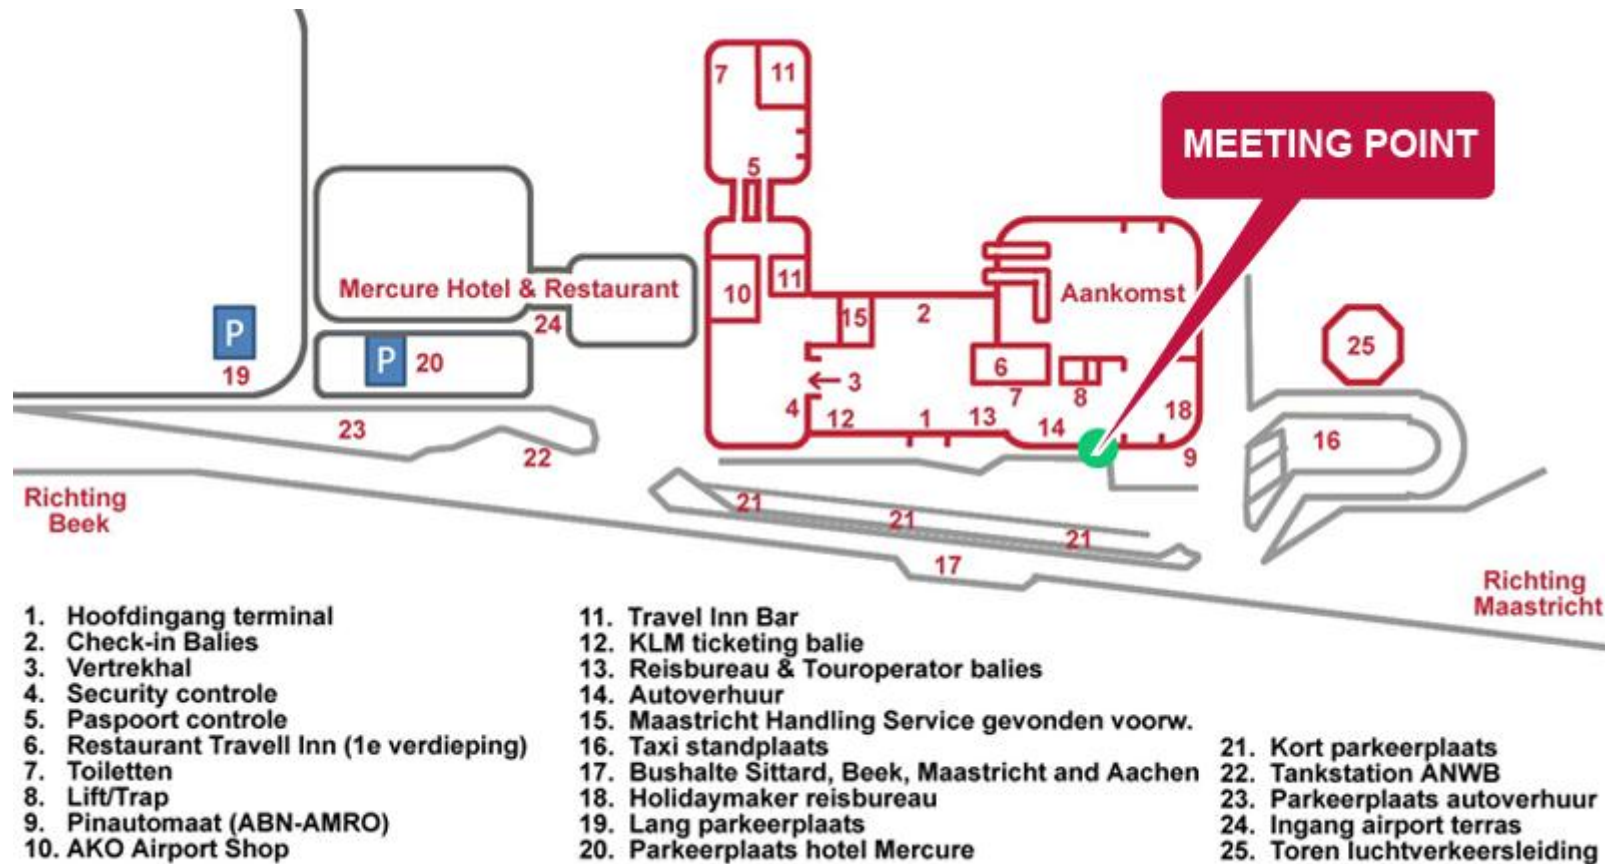 7
11
MEETING POINT
5
Mercure Hotel & Restaurant
10
11
15
2
Aankomst
24
P
19
P
20
6
7
8
25
3
4
12
1
13
14
18
9
16
23
22
Richting
Beek
21
21
21
17
Richting
Maastricht
1. Hoofdingang terminal
2. Check-in Balies
3. Vertrekhal
4. Security controle
5. Paspoort controle
6. Restaurant Travell Inn (1e verdieping)
7. Toiletten
8. Lift/Trap
9. Pinautomaat (ABN-AMRO)
10. AKO Airport Shop
11. Travel Inn Bar
12. KLM ticketing balie
13. Reisbureau & Touroperator balies
14. Autoverhuur
15. Maastricht Handling Service gevonden voorw.
16. Taxi standplaats
17. Bushalte Sittard, Beek, Maastricht and Aachen
18. Holidaymaker reisbureau
19. Lang parkeerplaats
20. Parkeerplaats hotel Mercure
21. Kort parkeerplaats
22. Tankstation ANWB
23. Parkeerplaats autoverhuur
24. Ingang airport terras
25. Toren luchtverkeersleiding